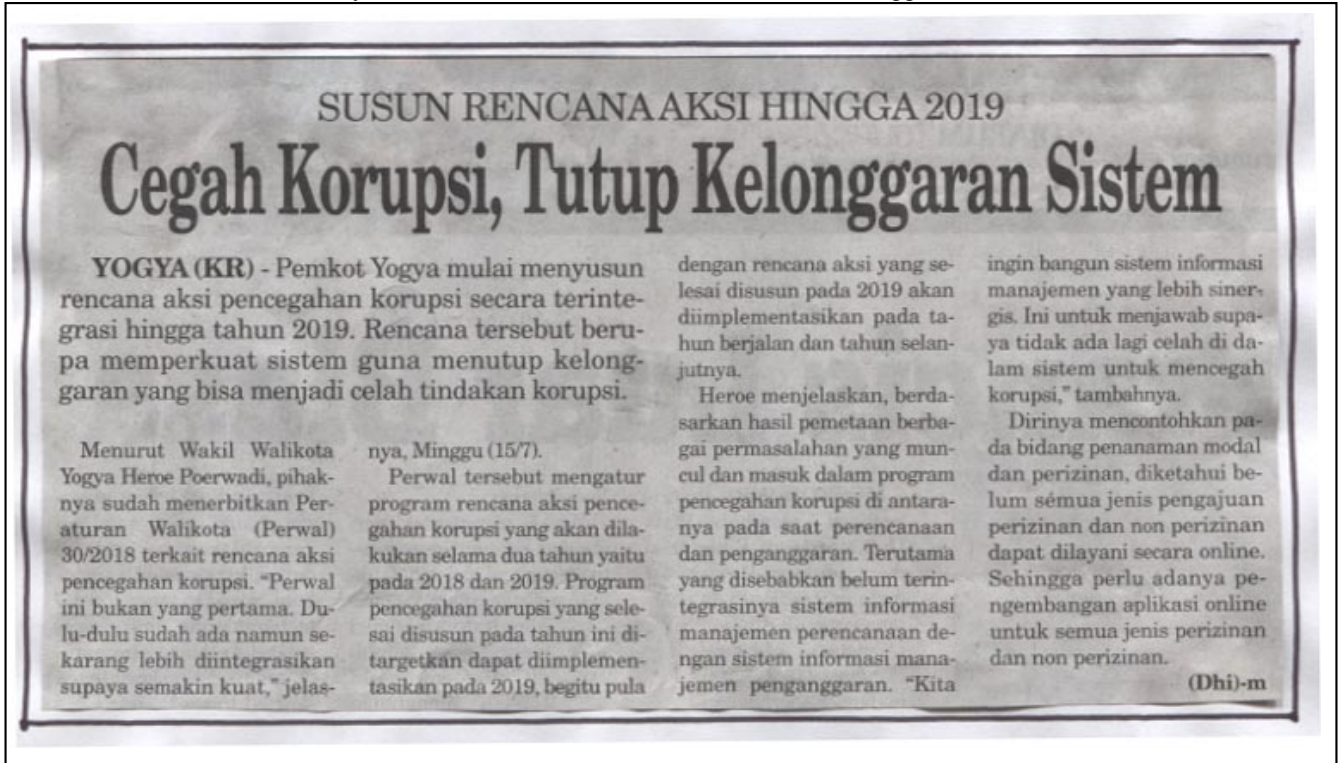 SUSUN RENCANA AKSI HINGGA 2019
Cegah Korupsi, Tutup Kelonggaran Sistem
YOGYA (KR) - Pemkot Yogya mulai menyusun
rencana aksi pencegahan korupsi secara terinte-
grasi hingga tahun 2019. Rencana tersebut beru-
pa memperkuat sistem guna menutup kelong-
garan yang bisa menjadi celah tindakan korupsi.
Menurut Wakil Walikota
Yogya Heroe Poerwadi, pihak-
nya sudah menerbitkan Per-
aturan Walikota (Perwal)
30/2018 terkait rencana aksi
pencegahan korupsi. "Perwal
ini bukan yang pertama. Du-
lu-dulu sudah ada namun se-
karang lebih diintegrasikan
supaya semakin kuat," jelas-
nya, Minggu (15/7).
Perwal tersebut mengatur
program rencana aksi pence-
gahan korupsi yang akan dila-
kukan selama dua tahun yaitu
pada 2018 dan 2019. Program
pencegahan korupsi yang sele-
sai disusun pada tahun ini di-
targetkan dapat diimplemen-
tasikan pada 2019, begitu pula
dengan rencana aksi yang se-
lesai disusun pada 2019 akan
diimplementasikan pada ta-
hun berjalan dan tahun selan-
jutnya.
Heroe menjelaskan, berda-
sarkan hasil pemetaan berba-
gai permasalahan yang mun-
cul dan masuk dalam program
pencegahan korupsi di antara-
nya pada saat perencanaan
dan penganggaran. Terutama
yang disebabkan belum terin-
tegrasinya sistem informasi
manajemen perencanaan de-
ngan sistem informasi mana-
jemen penganggaran. "Kita
ingin bangun sistem informasi
manajemen yang lebih siner-
gis. Ini untuk menjawab supa-
ya tidak ada lagi celah di da-
lam sistem untuk mencegah
korupsi," tambahnya.
Dirinya mencontohkan pa-
da bidang penanaman modal
dan perizinan, diketahui be-
lum semua jenis pengajuan
perizinan dan non perizinan
dapat dilayani secara online.
Sehingga perlu adanya pe-
ngembangan aplikasi online
untuk semua jenis perizinan
dan non perizinan.
(Dhi)-m